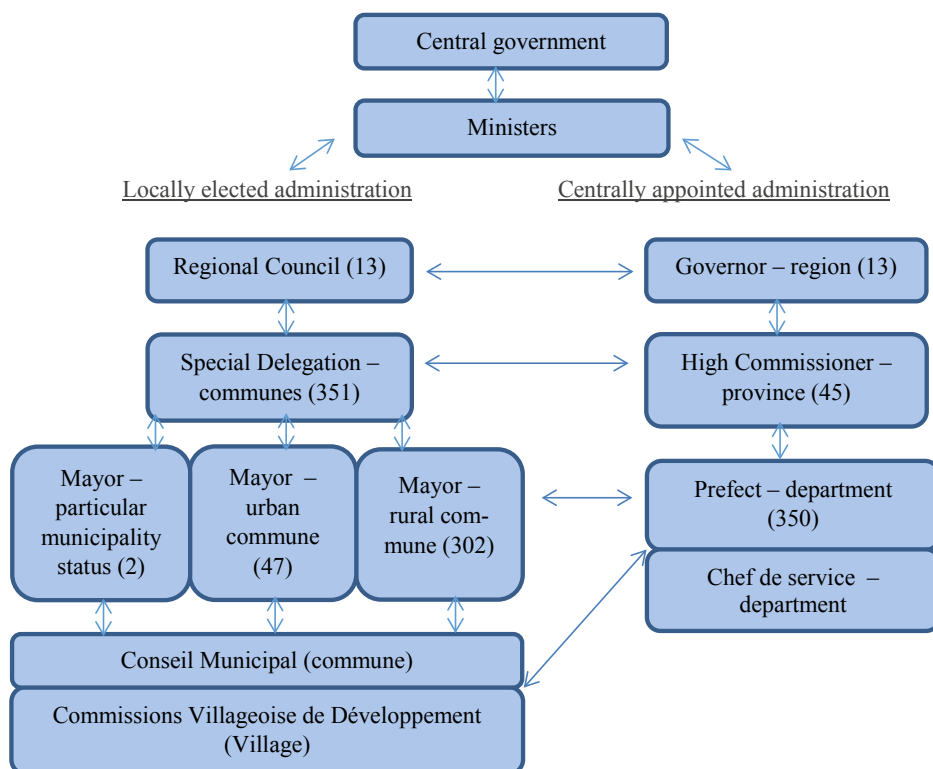 Central government
Ministers
Locally elected administration
Centrally appointed administration
Regional Council (13)
Governor – region (13)
Special Delegation –
communes (351)
High Commissioner –
province (45)
Mayor –
particular
municipality
status (2)
Mayor –
urban
commune
(47)
Mayor –
rural com-
mune (302)
Prefect – department
(350)
Chef de service –
department
Conseil Municipal (commune)
Commissions Villageoise de Développement
(Village)